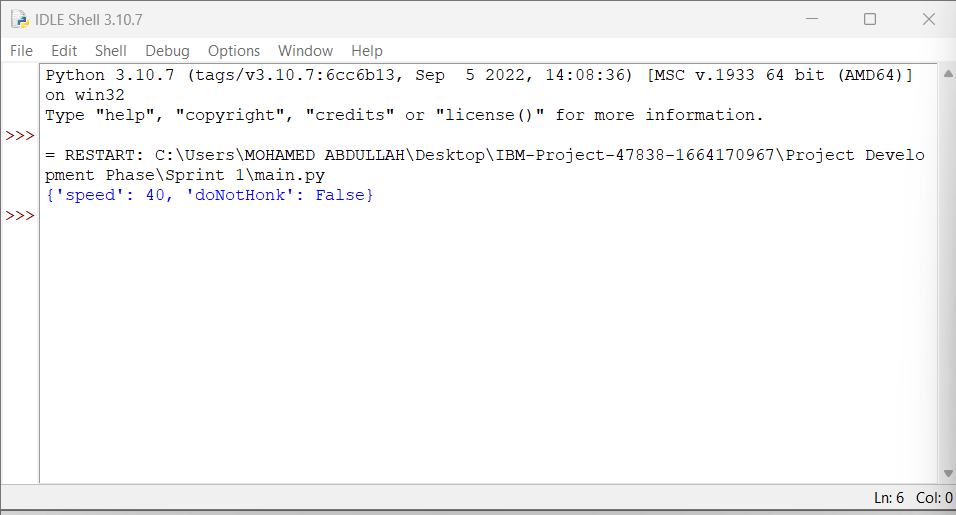 IDLE Shell 3.10.7
File Edit Shell Debug Options Window Help
Python 3.10.7 (tags/v3.10.7:6cc6b13, Sep  5 2022, 14:08:36) [MSC v.1933 64 bit (AMD64)]
on win32
Type "help", "copyright", "credits" or "license()" for more information.
>>>
= RESTART: C:\Users\MOHAMED ABDULLAH\Desktop\IBM-Project-47838-1664170967\Project Develo
pment Phase\Sprint 1\main.py
{'speed': 40, 'doNotHonk': False}
>>>
Ln: 6 Col: 0